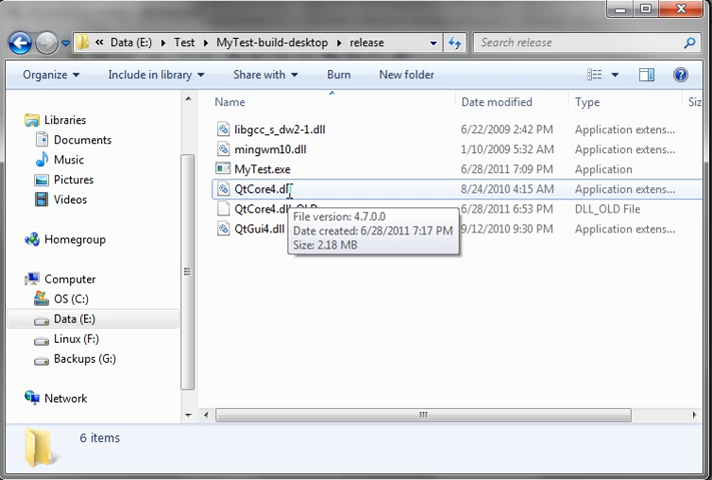 Data (E:) Test MyTest-build-desktop release Search release
Organize Include in library Share with Burn New folder
Name Date modified Type Siz
Libraries
Documents
Music
Pictures
Videos
Homegroup
Computer
OS (C:)
Data (E:)
Linux (F:)
Backups (G:)
Network
libgcc_s_dw2-1.dll 6/22/2009 2:42 PM Application extens...
mingwm10.dll 1/10/2009 5:32 AM Application extens...
MyTest.exe 6/28/2011 7:09 PM Application
QtCore4.dll 8/24/2010 4:15 AM Application extens...
QtCore4.dll_OLD 6/28/2011 6:53 PM DLL_OLD File
QtGui4.dll 9/12/2010 9:30 PM Application extens...
File version: 4.7.0.0
Date created: 6/28/2011 7:17 PM
Size: 2.18 MB
6 items